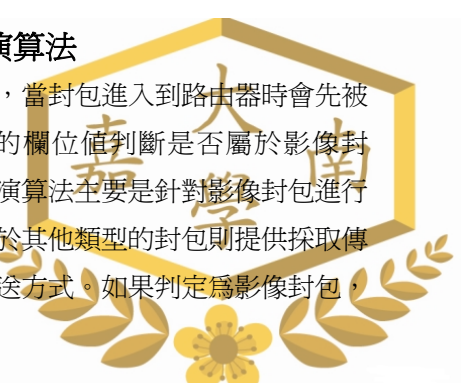 演算法
，當封包進入到路由器時會先被
的欄位值判斷是否屬於影像封
演算法主要是針對影像封包進行
於其他類型的封包則提供採取傳
送方式。如果判定為影像封包，
大
嘉 南
學